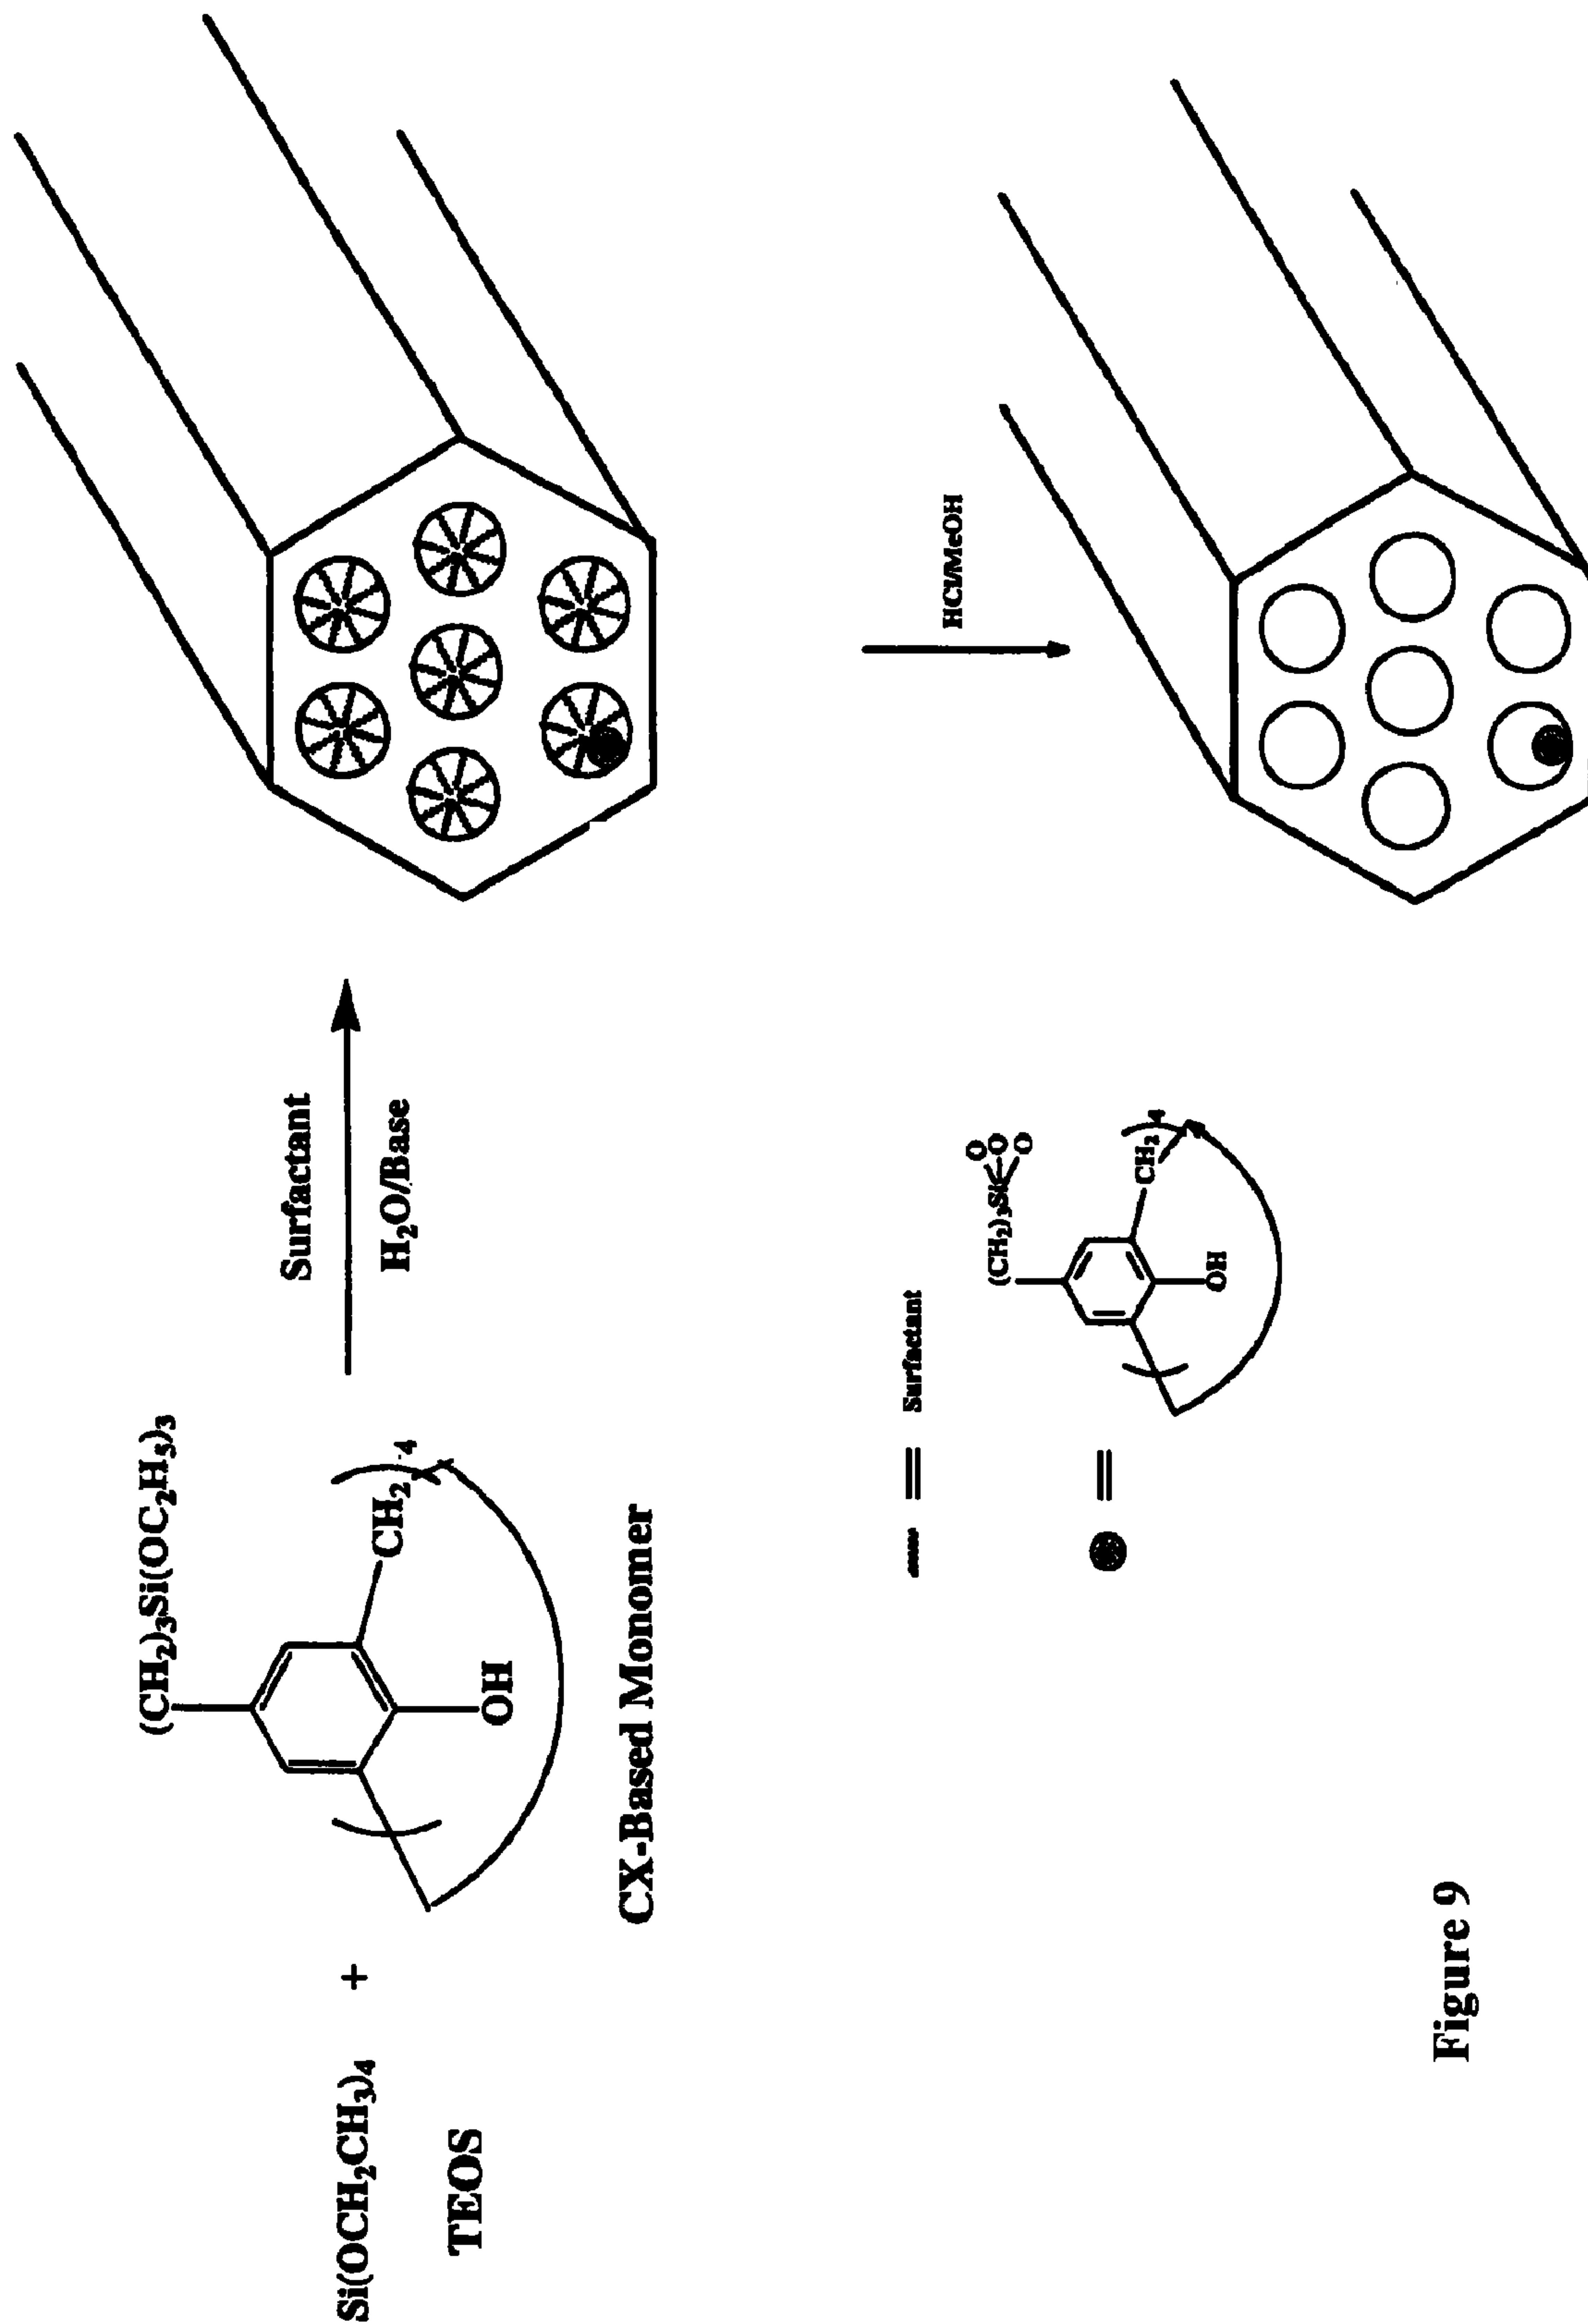 Si(OCH₂CH₃)₄ +
TEOS
(CH₂)₃Si(OC₂H₅)₃
CH₂
4
OH
CX-Based Monomer
Surfactant
H₂O/Base
HCl/MeOH
= Surfactant
=
(CH₂)₃Si
O
O
O
CH₂
4
OH
Figure 9